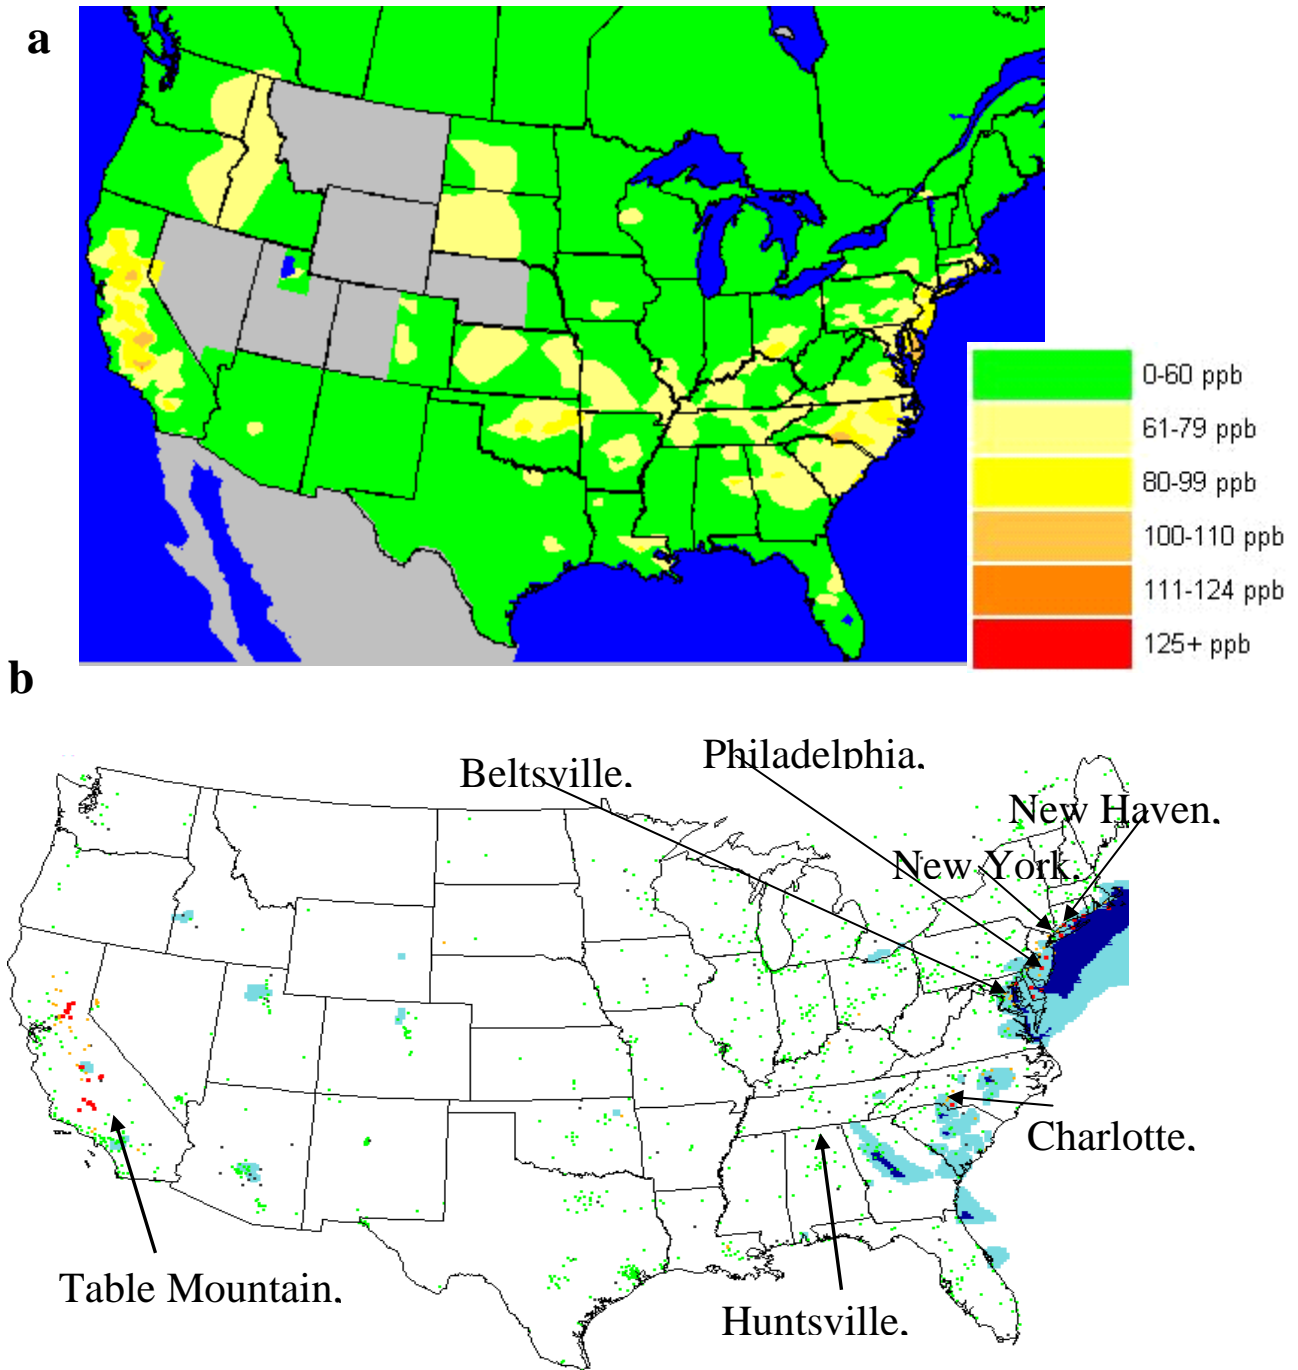 a
0-60 ppb
61-79 ppb
80-99 ppb
100-110 ppb
111-124 ppb
125+ ppb
b
Philadelphia,
Beltsville,
New Haven,
New York,
Charlotte,
Table Mountain,
Huntsville,